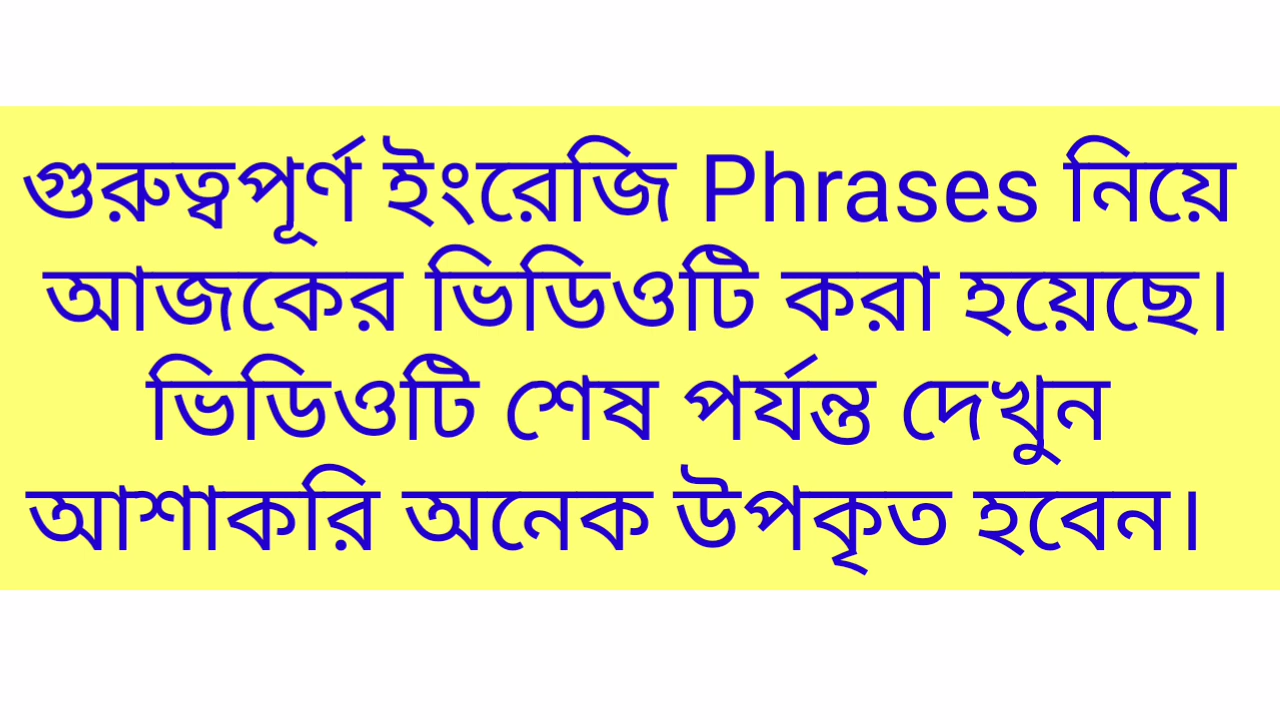 গুরুত্বপূর্ণ ইংরেজি Phrases নিয়ে
আজকের ভিডিওটি করা হয়েছে।
ভিডিওটি শেষ পর্যন্ত দেখুন
আশাকরি অনেক উপকৃত হবেন।